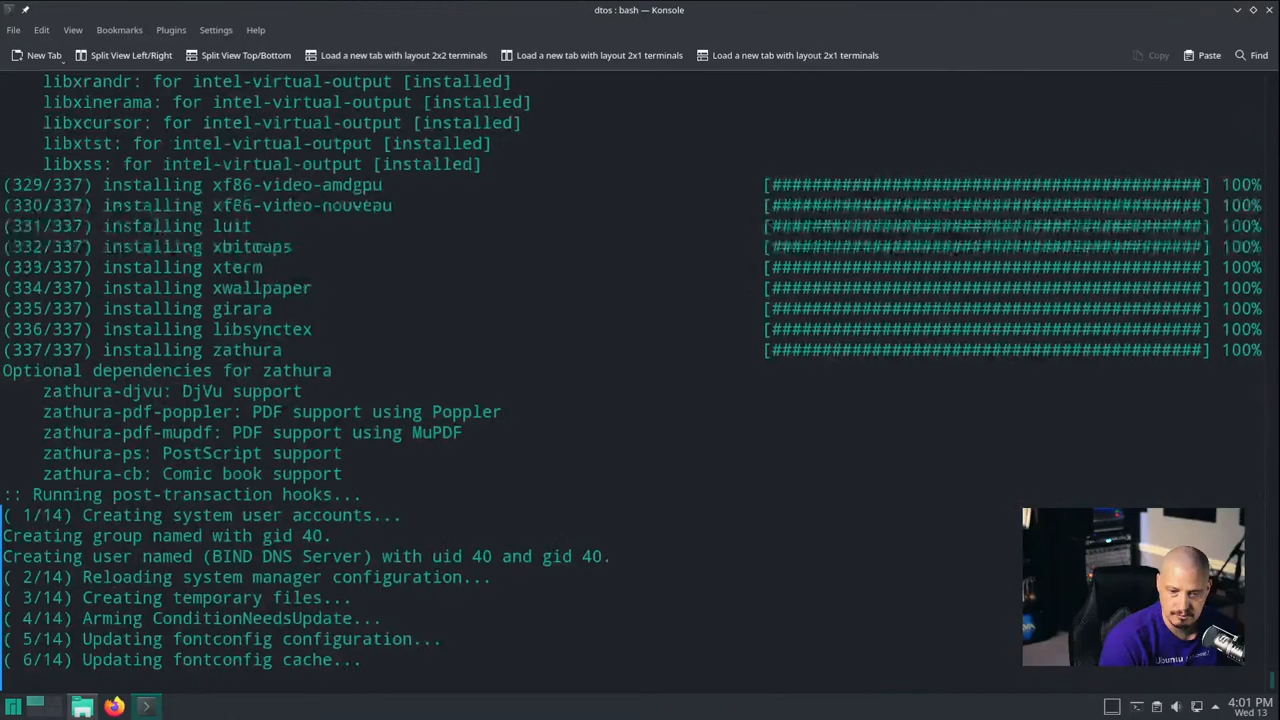 dtos : bash — Konsole
File Edit View Bookmarks Plugins Settings Help
New Tab Split View Left/Right Split View Top/Bottom Load a new tab with layout 2x2 terminals Load a new tab with layout 2x1 terminals Load a new tab with layout 2x1 terminals Copy Paste Find
libxrandr: for intel-virtual-output [installed]
libxinerama: for intel-virtual-output [installed]
libxcursor: for intel-virtual-output [installed]
libxtst: for intel-virtual-output [installed]
libxss: for intel-virtual-output [installed]
(329/337) installing xf86-video-amdgpu [###########################################] 100%
(330/337) installing xf86-video-nouveau [###########################################] 100%
(331/337) installing luit [###########################################] 100%
(332/337) installing xbitmaps [###########################################] 100%
(333/337) installing xterm [###########################################] 100%
(334/337) installing xwallpaper [###########################################] 100%
(335/337) installing girara [###########################################] 100%
(336/337) installing libsynctex [###########################################] 100%
(337/337) installing zathura [###########################################] 100%
Optional dependencies for zathura
zathura-djvu: DjVu support
zathura-pdf-poppler: PDF support using Poppler
zathura-pdf-mupdf: PDF support using MuPDF
zathura-ps: PostScript support
zathura-cb: Comic book support
:: Running post-transaction hooks...
( 1/14) Creating system user accounts...
Creating group named with gid 40.
Creating user named (BIND DNS Server) with uid 40 and gid 40.
( 2/14) Reloading system manager configuration...
( 3/14) Creating temporary files...
( 4/14) Arming ConditionNeedsUpdate...
( 5/14) Updating fontconfig configuration...
( 6/14) Updating fontconfig cache...
Ubuntu
4:01 PM
Wed 13